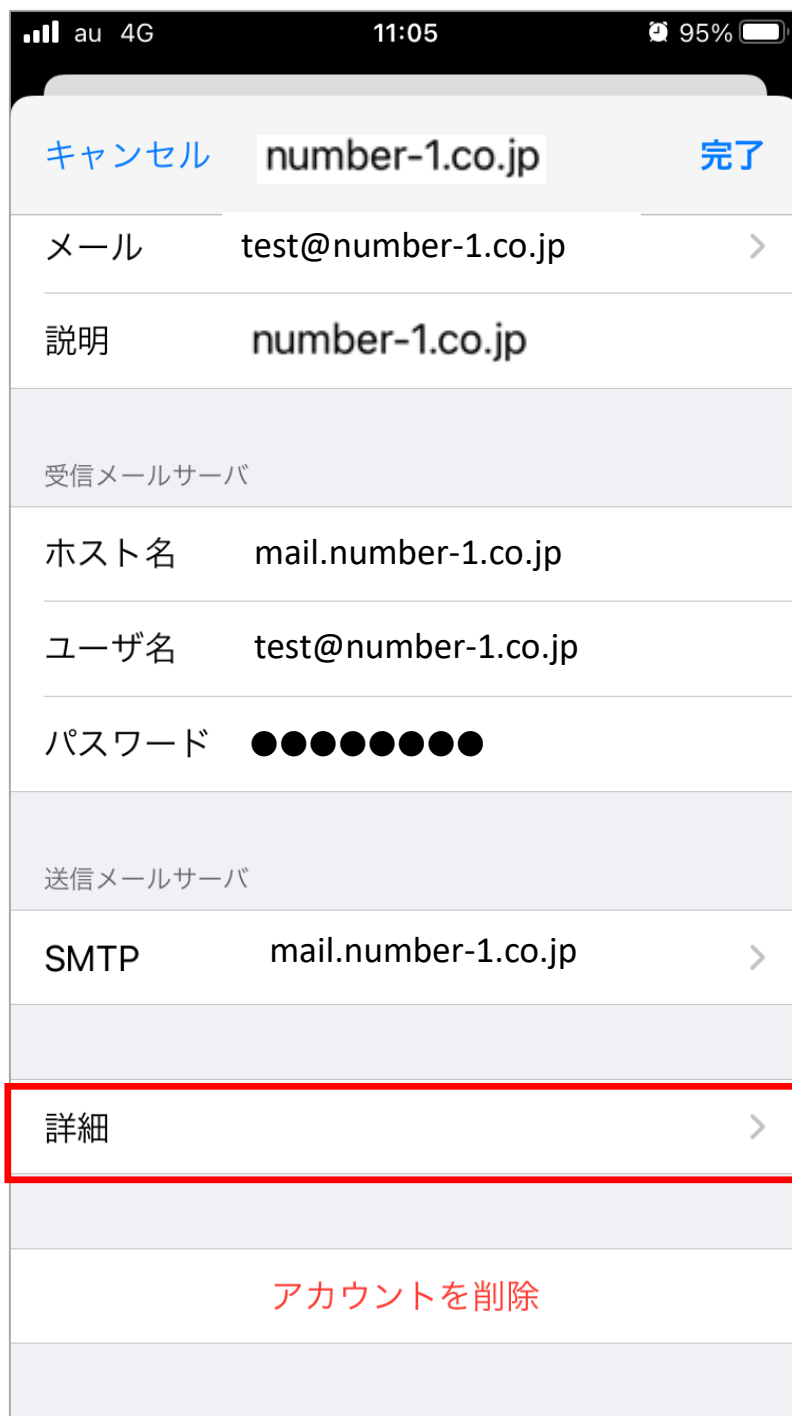 au 4G 11:05 95%
キャンセル number-1.co.jp 完了
メール test@number-1.co.jp
説明 number-1.co.jp
受信メールサーバ
ホスト名 mail.number-1.co.jp
ユーザ名 test@number-1.co.jp
パスワード ●●●●●●●●
送信メールサーバ
SMTP mail.number-1.co.jp
詳細
アカウントを削除